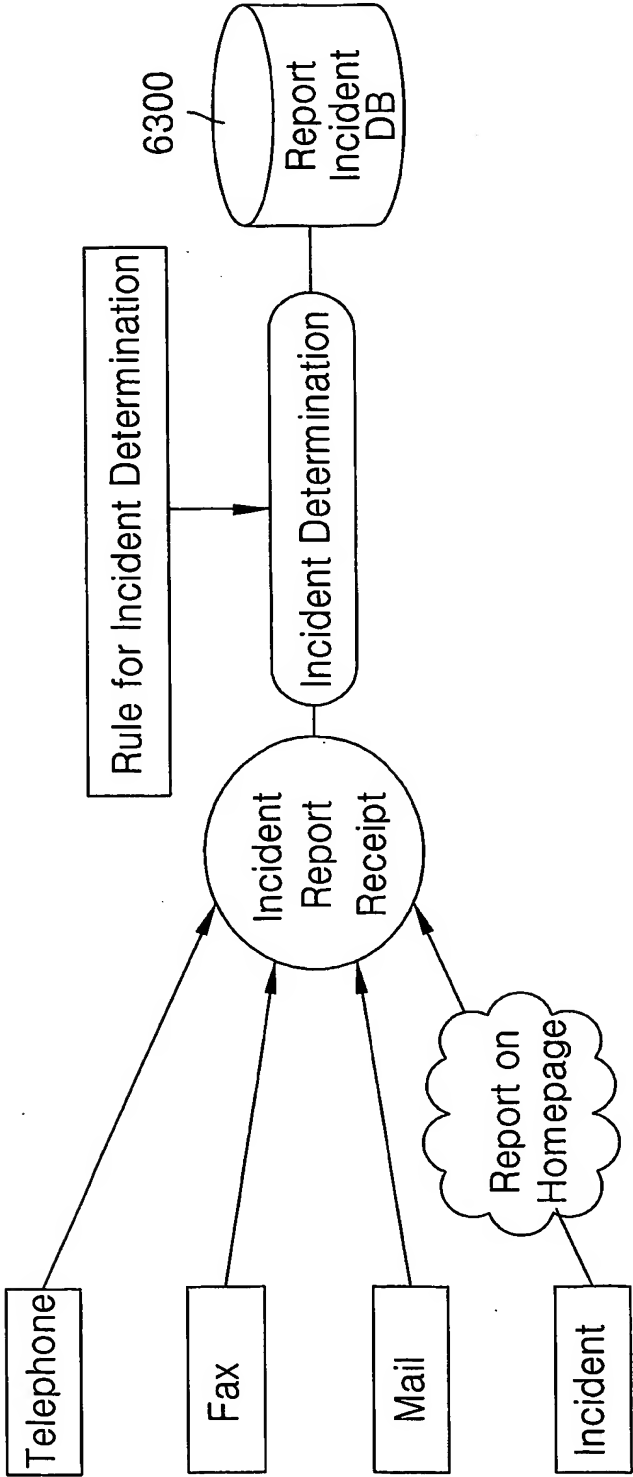 Telephone
Fax
Mail
Incident
Report on
Homepage
Incident
Report
Receipt
Rule for Incident Determination
Incident Determination
6300
Report
Incident
DB